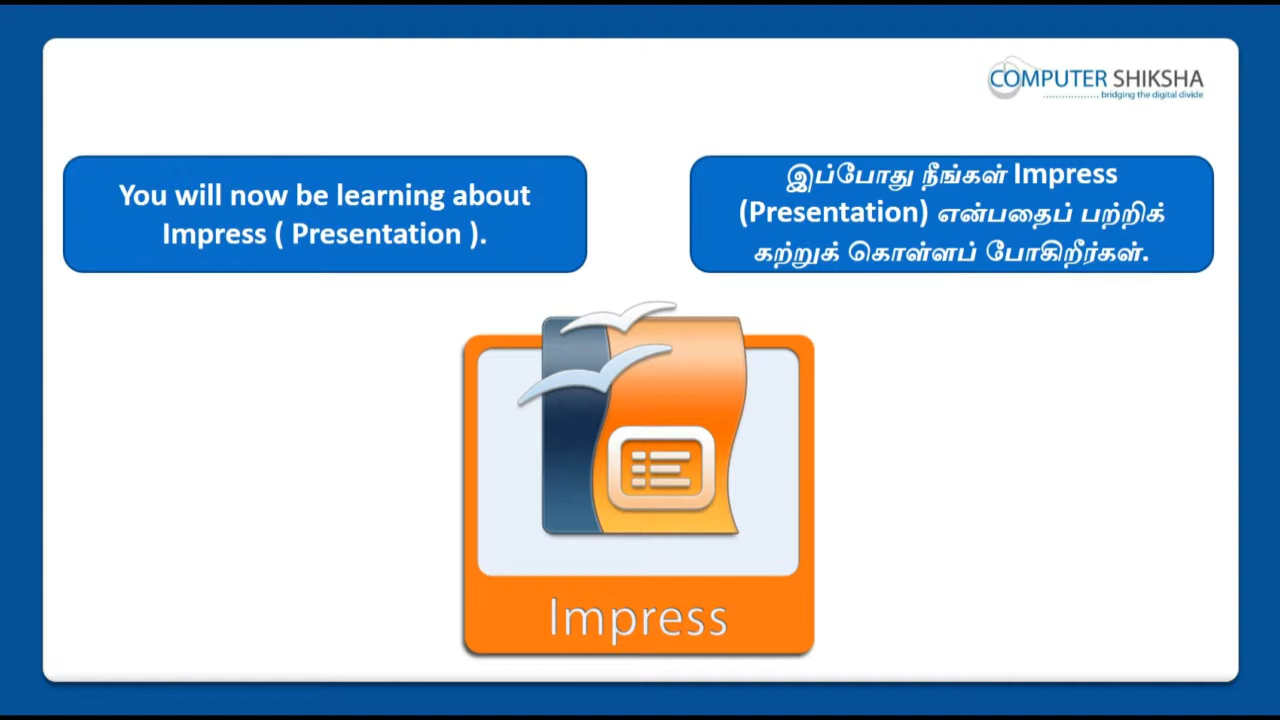 COMPUTER SHIKSHA
bridging the digital divide
You will now be learning about
Impress ( Presentation ).
இப்போது நீங்கள் Impress
(Presentation) என்பதைப் பற்றிக்
கற்றுக் கொள்ளப் போகிறீர்கள்.
Impress